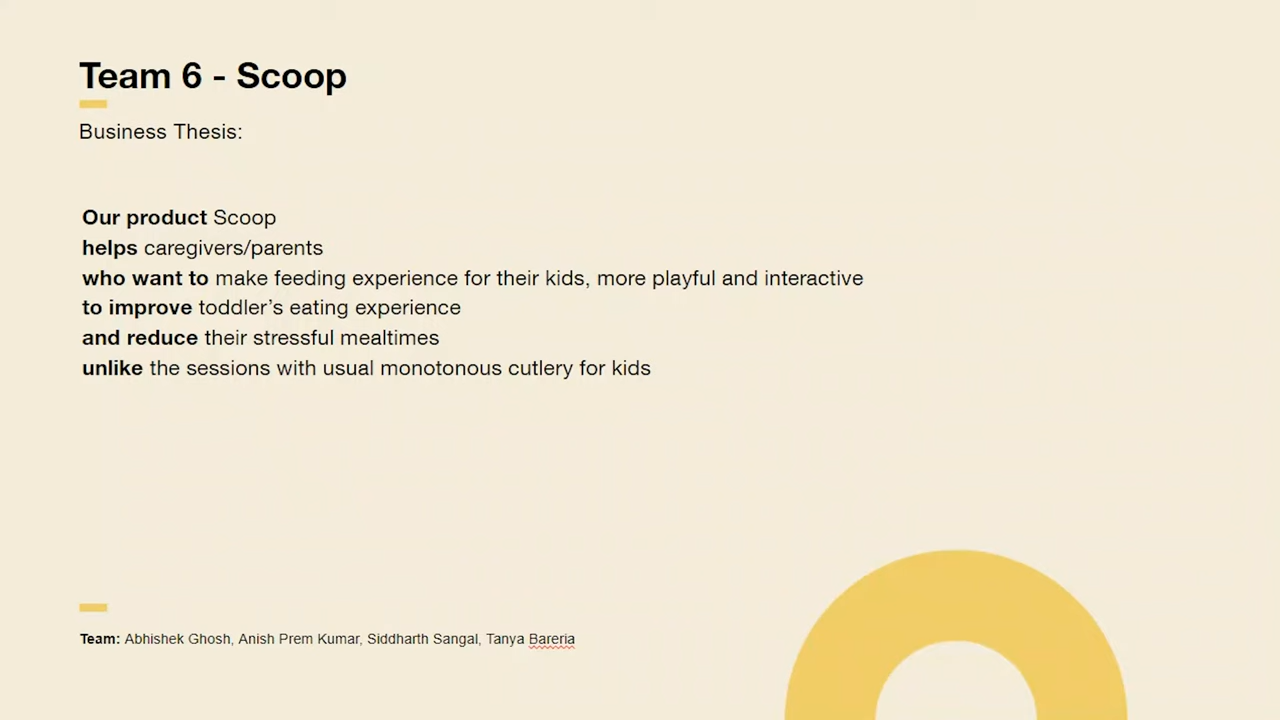 Team 6 - Scoop
Business Thesis:
Our product Scoop
helps caregivers/parents
who want to make feeding experience for their kids, more playful and interactive
to improve toddler’s eating experience
and reduce their stressful mealtimes
unlike the sessions with usual monotonous cutlery for kids
Team: Abhishek Ghosh, Anish Prem Kumar, Siddharth Sangal, Tanya Bareria